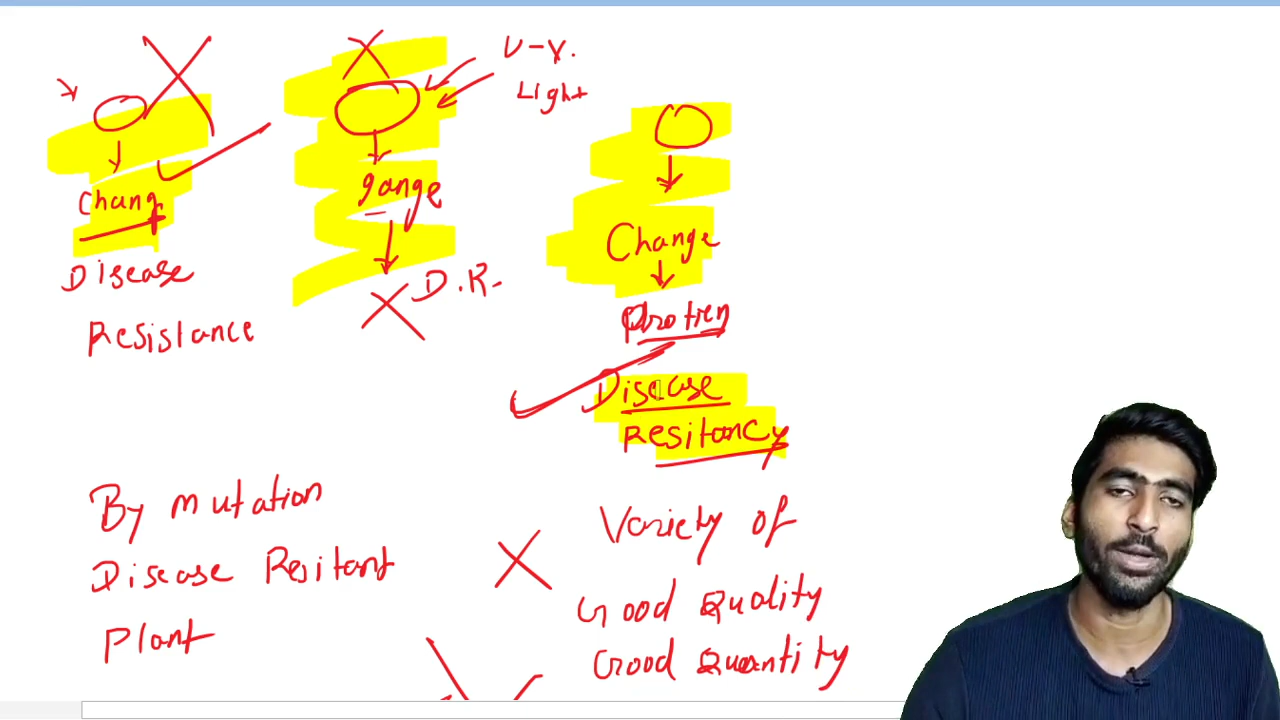 U-V.
Light
Chang
Disease
Resistance
gange
D.R.
Change
Protien
Disease
Resitancy
By mutation
Disease Resitant
Plant
Variety of
Good Quality
Good Quantity